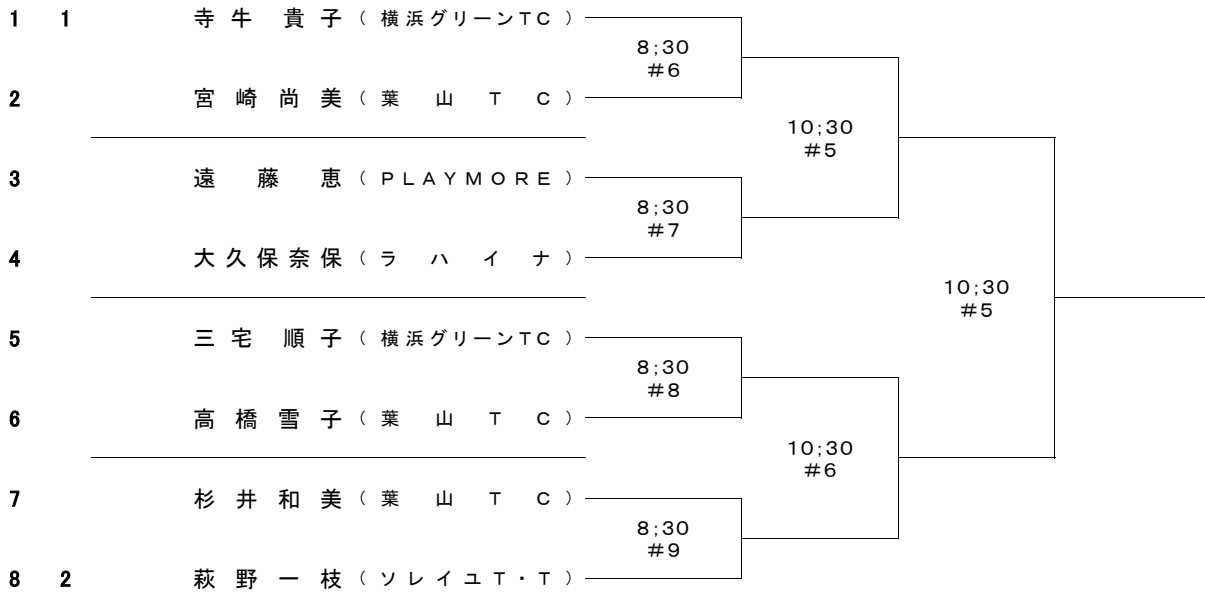 1 1 寺牛 貴子(横浜グリーンTC)
8;30
#6
2 宮崎尚美(葉山TC)
10;30
#5
3 遠藤恵(PLAYMORE)
8;30
#7
4 大久保奈保(ラハイナ)
10;30
#5
5 三宅 順子(横浜グリーンTC)
8;30
#8
6 高橋雪子(葉山TC)
10;30
#6
7 杉井和美(葉山TC)
8;30
#9
8 2 萩野一枝(ソレイユT・T)